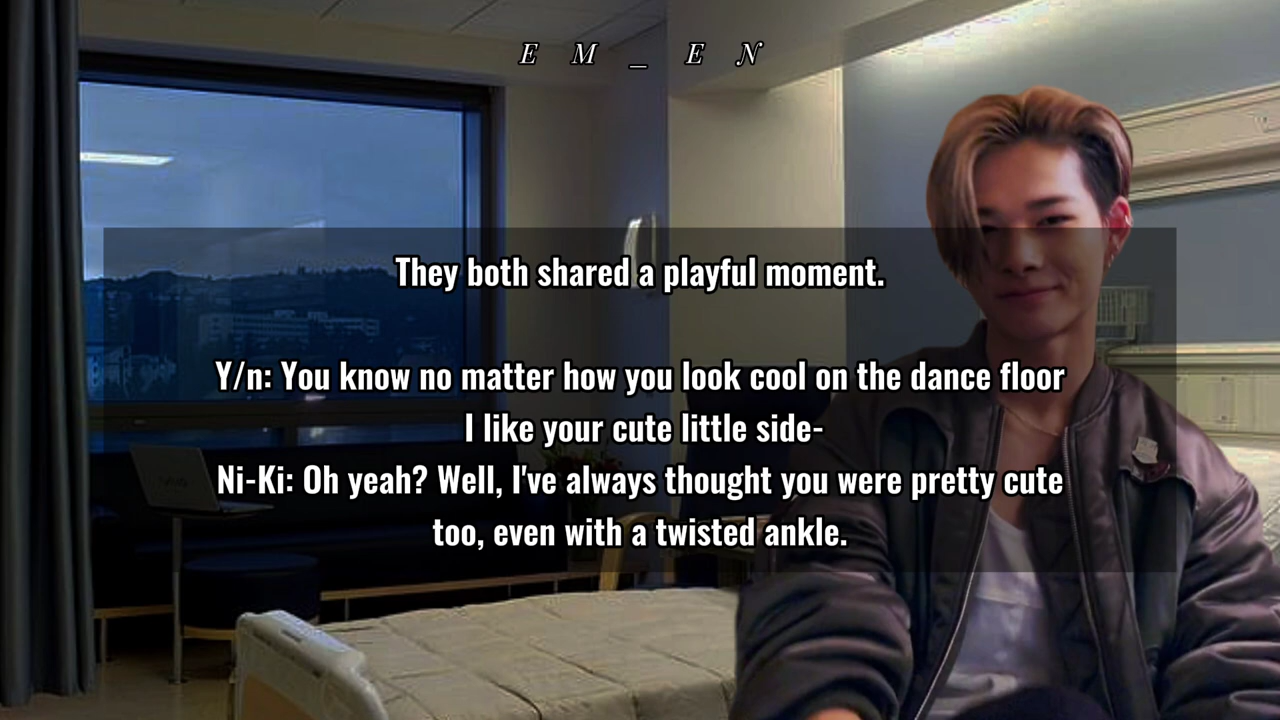 E M _ E N
They both shared a playful moment.
Y/n: You know no matter how you look cool on the dance floor
I like your cute little side-
Ni-Ki: Oh yeah? Well, I've always thought you were pretty cute
too, even with a twisted ankle.